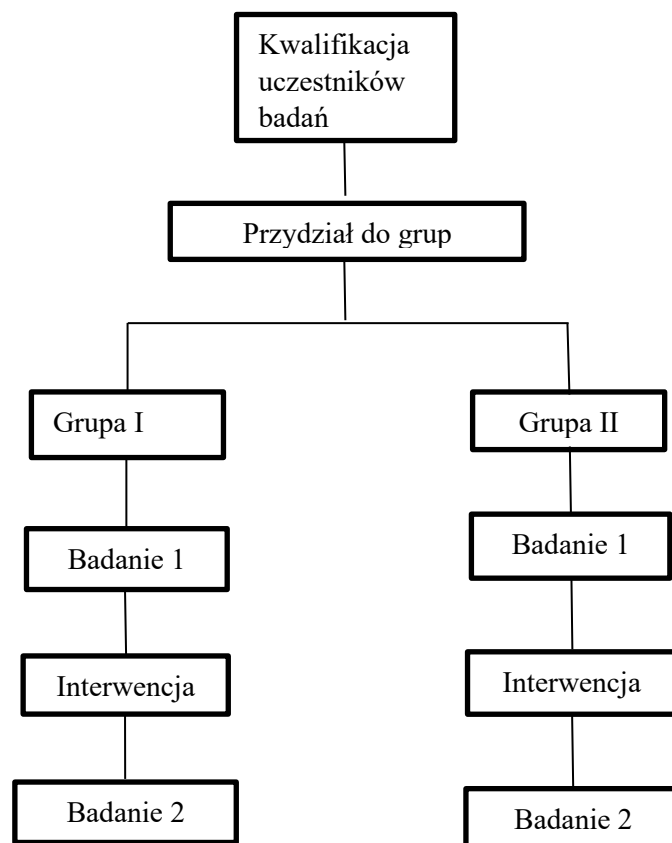 Kwalifikacja
uczestników
badań
Przydział do grup
Grupa I
Grupa II
Badanie 1
Badanie 1
Interwencja
Interwencja
Badanie 2
Badanie 2